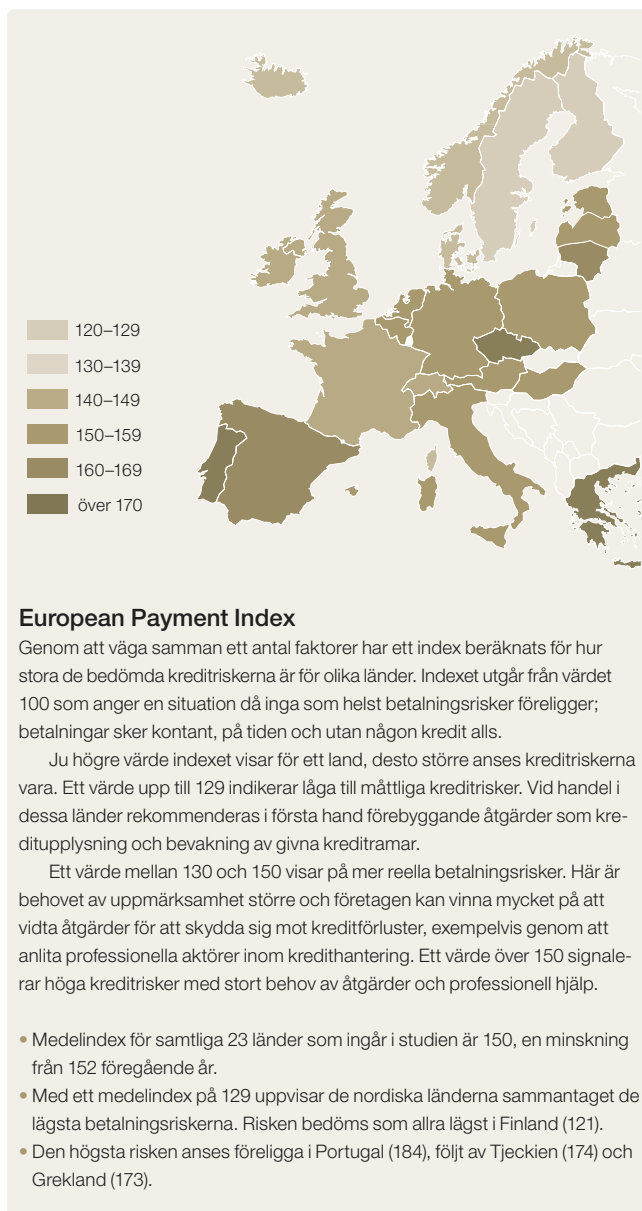 120–129
130–139
140–149
150–159
160–169
över 170
European Payment Index
Genom att väga samman ett antal faktorer har ett index beräknats för hur
stora de bedömda kreditriskerna är för olika länder. Indexet utgår från värdet
100 som anger en situation då inga som helst betalningsrisker föreligger;
betalningar sker kontant, på tiden och utan någon kredit alls.
Ju högre värde indexet visar för ett land, desto större anses kreditriskerna
vara. Ett värde upp till 129 indikerar låga till måttliga kreditrisker. Vid handel i
dessa länder rekommenderas i första hand förebyggande åtgärder som kre-
ditupplysning och bevakning av givna kreditramar.
Ett värde mellan 130 och 150 visar på mer reella betalningsrisker. Här är
behovet av uppmärksamhet större och företagen kan vinna mycket på att
vidta åtgärder för att skydda sig mot kreditförluster, exempelvis genom att
anlita professionella aktörer inom kredithantering. Ett värde över 150 signale-
rar höga kreditrisker med stort behov av åtgärder och professionell hjälp.
• Medelindex för samtliga 23 länder som ingår i studien är 150, en minskning
från 152 föregående år.
• Med ett medelindex på 129 uppvisar de nordiska länderna sammantaget de
lägsta betalningsriskerna. Risken bedöms som allra lägst i Finland (121).
• Den högsta risken anses föreligga i Portugal (184), följt av Tjeckien (174) och
Grekland (173).